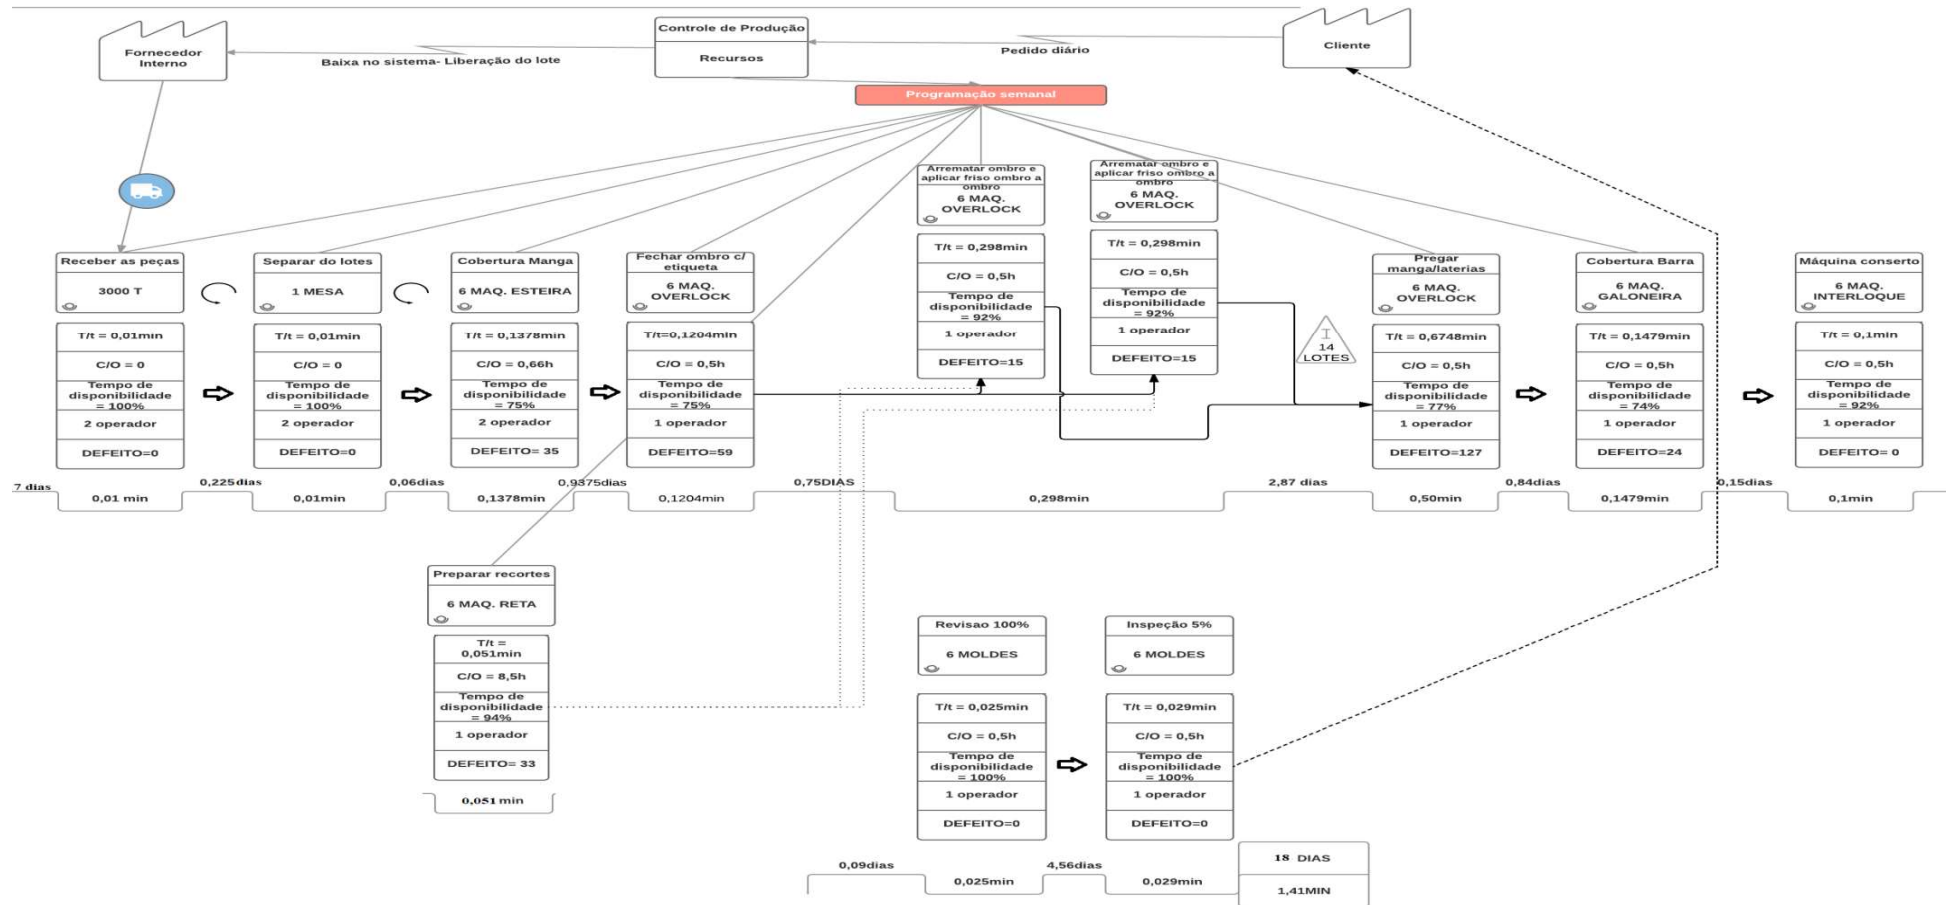 Fornecedor
Interno
Baixa no sistema- Liberação do lote
Controle de Produção
Recursos
Pedido diário
Cliente
Programação semanal
Receber as peças
3000 T
T/t = 0,01min
C/O = 0
Tempo de
disponibilidade
= 100%
2 operador
DEFEITO=0
Separar do lotes
1 MESA
T/t = 0,01min
C/O = 0
Tempo de
disponibilidade
= 100%
2 operador
DEFEITO=0
Cobertura Manga
6 MAQ. ESTEIRA
T/t = 0,1378min
C/O = 0,66h
Tempo de
disponibilidade
= 75%
2 operador
DEFEITO= 35
Fechar ombro c/
etiqueta
6 MAQ.
OVERLOCK
T/t=0,1204min
C/O = 0,5h
Tempo de
disponibilidade
= 75%
1 operador
DEFEITO=59
Arrematar ombro e
aplicar friso ombro a
ombro
6 MAQ.
OVERLOCK
T/t = 0,298min
C/O = 0,5h
Tempo de
disponibilidade
= 92%
1 operador
DEFEITO=15
Arrematar ombro e
aplicar friso ombro a
ombro
6 MAQ.
OVERLOCK
T/t = 0,298min
C/O = 0,5h
Tempo de
disponibilidade
= 92%
1 operador
DEFEITO=15
I
14
LOTES
Pregar
manga/laterias
6 MAQ.
OVERLOCK
T/t = 0,6748min
C/O = 0,5h
Tempo de
disponibilidade
= 77%
1 operador
DEFEITO=127
Cobertura Barra
6 MAQ.
GALONEIRA
T/t = 0,1479min
C/O = 0,5h
Tempo de
disponibilidade
= 74%
1 operador
DEFEITO=24
Máquina conserto
6 MAQ.
INTERLOQUE
T/t = 0,1min
C/O = 0,5h
Tempo de
disponibilidade
= 92%
1 operador
DEFEITO= 0
7 dias
0,01 min
0,225dias
0,01min
0,06dias
0,1378min
0,9375dias
0,1204min
0,75DIAS
0,298min
2,87 dias
0,50min
0,84dias
0,1479min
0,15dias
0,1min
Preparar recortes
6 MAQ. RETA
T/t =
0,051min
C/O = 8,5h
Tempo de
disponibilidade
= 94%
1 operador
DEFEITO= 33
0,051 min
Revisao 100%
6 MOLDES
T/t = 0,025min
C/O = 0,5h
Tempo de
disponibilidade
= 100%
1 operador
DEFEITO=0
Inspeção 5%
6 MOLDES
T/t = 0,029min
C/O = 0,5h
Tempo de
disponibilidade
= 100%
1 operador
DEFEITO=0
0,09dias
0,025min
4,56dias
0,029min
18 DIAS
1,41MIN